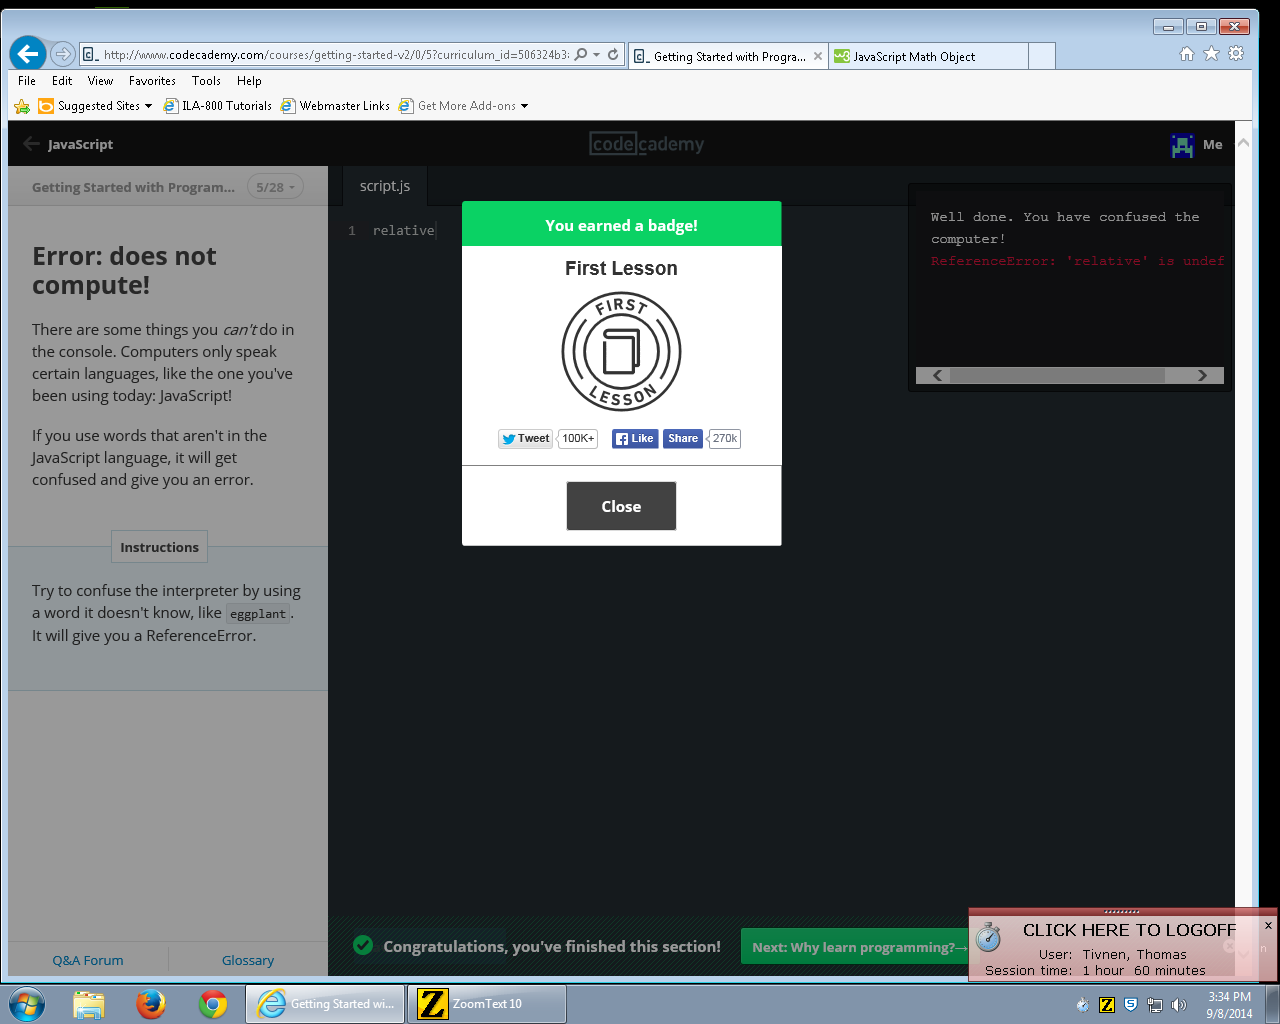 http://www.codecademy.com/courses/getting-started-v2/0/5?curriculum_id=506324b3
Getting Started with Progra...
JavaScript Math Object
File Edit View Favorites Tools Help
Suggested Sites ILA-800 Tutorials Webmaster Links Get More Add-ons
JavaScript
codecademy
Me
Getting Started with Program...
5/28
script.js
Error: does not
compute!
There are some things you can't do in
the console. Computers only speak
certain languages, like the one you've
been using today: JavaScript!
If you use words that aren't in the
JavaScript language, it will get
confused and give you an error.
Instructions
Try to confuse the interpreter by using
a word it doesn't know, like eggplant.
It will give you a ReferenceError.
Q&A Forum
Glossary
1 relative
You earned a badge!
First Lesson
FIRST
LESSON
Tweet 100K+ Like Share 270k
Close
Well done. You have confused the
computer!
ReferenceError: 'relative' is undef
Congratulations, you've finished this section!
Next: Why learn programming?→
CLICK HERE TO LOGOFF
User: Tivnen, Thomas
Session time: 1 hour 60 minutes
Getting Started wi...
ZoomText 10
3:34 PM
9/8/2014